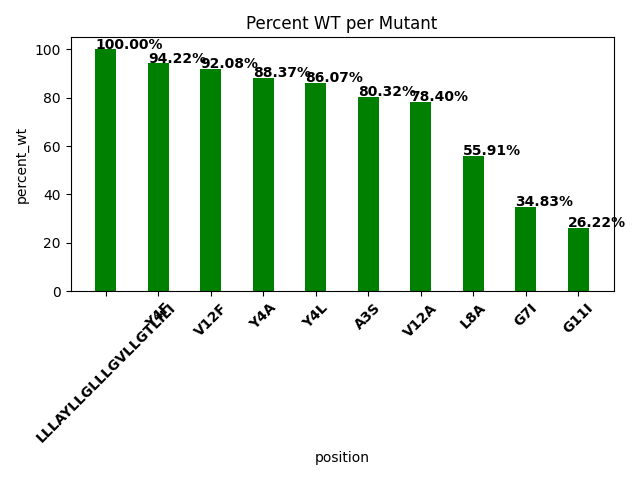 Percent WT per Mutant
percent_wt
100
80
60
40
20
0
100.00%
94.22%
92.08%
88.37%
86.07%
80.32%
78.40%
55.91%
34.83%
26.22%
LLLAYLLGLLLGVLLGTLILI
Y4F
V12F
Y4A
Y4L
A3S
V12A
L8A
G7I
G11I
position